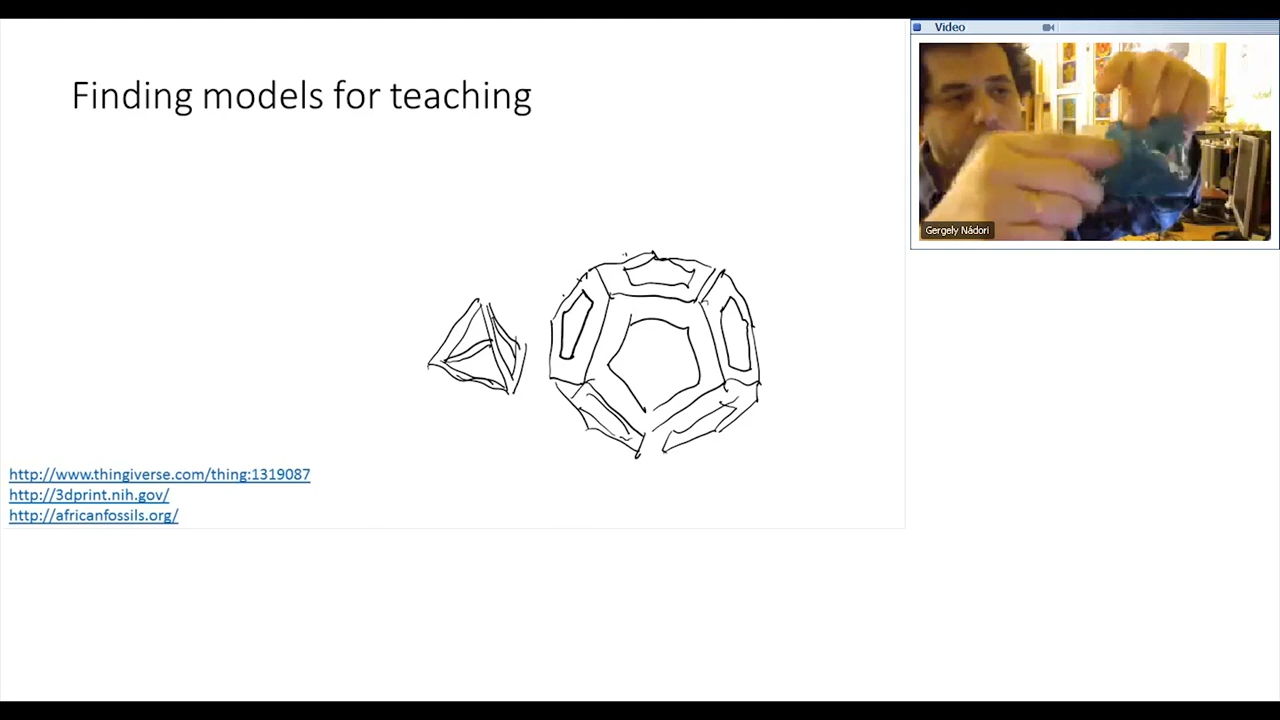 Finding models for teaching
http://www.thingiverse.com/thing:1319087
http://3dprint.nih.gov/
http://africanfossils.org/
Video
Gergely Nádori